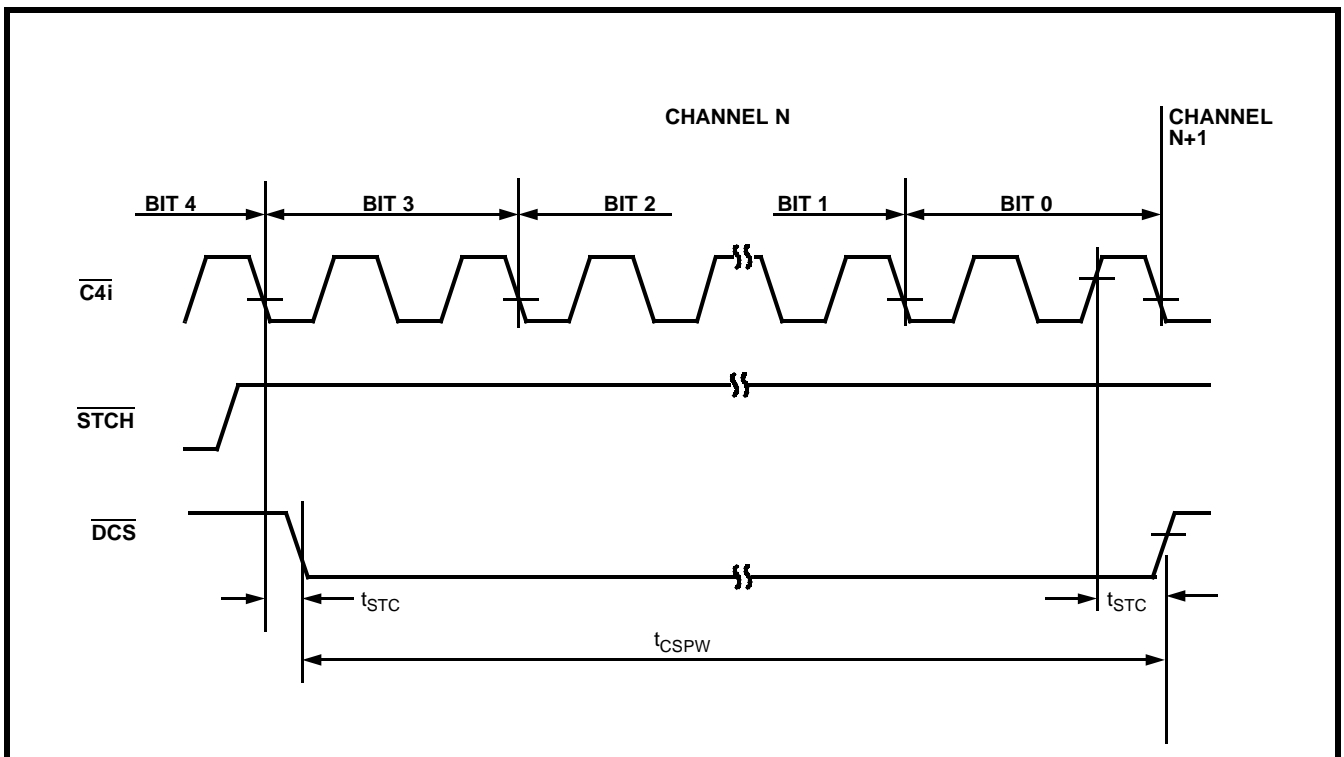 CHANNEL N
CHANNEL
N+1
BIT 4
BIT 3
BIT 2
BIT 1
BIT 0
C4i
STCH
DCS
tSTC
tSTC
tCSPW